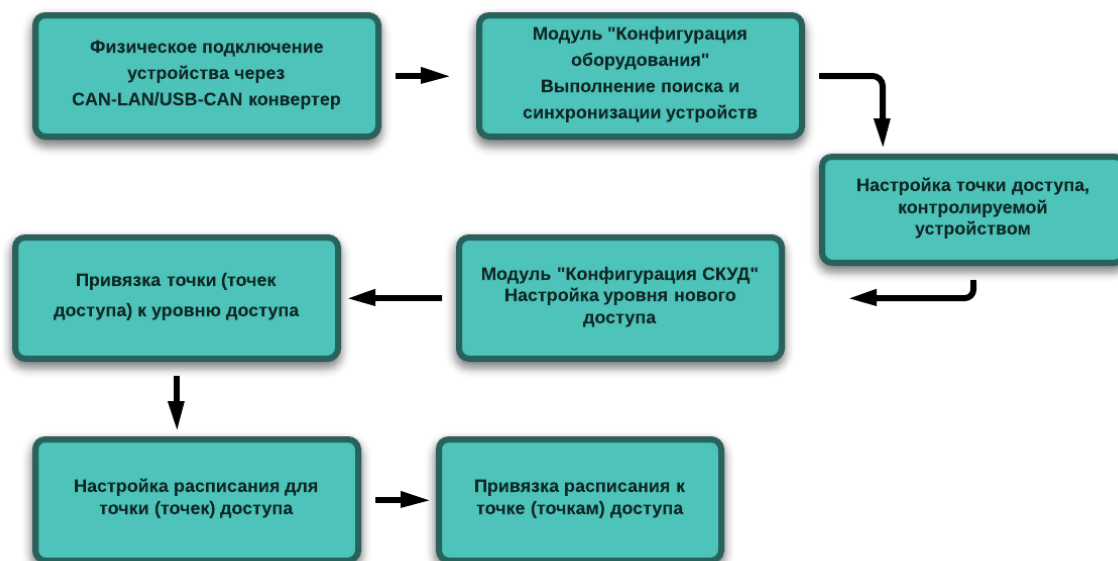 Физическое подключение
устройства через
CAN-LAN/USB-CAN конвертер
Модуль "Конфигурация
оборудования"
Выполнение поиска и
синхронизации устройств
Настройка точки доступа,
контролируемой
устройством
Модуль "Конфигурация СКУД"
Настройка уровня нового
доступа
Привязка точки (точек
доступа) к уровню доступа
Настройка расписания для
точки (точек) доступа
Привязка расписания к
точке (точкам) доступа